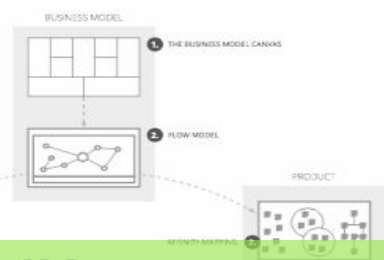 BUSINESS MODEL
1. THE BUSINESS MODEL CANVAS
2. FLOW MODEL
PRODUCT
AFFINITY MAPPING